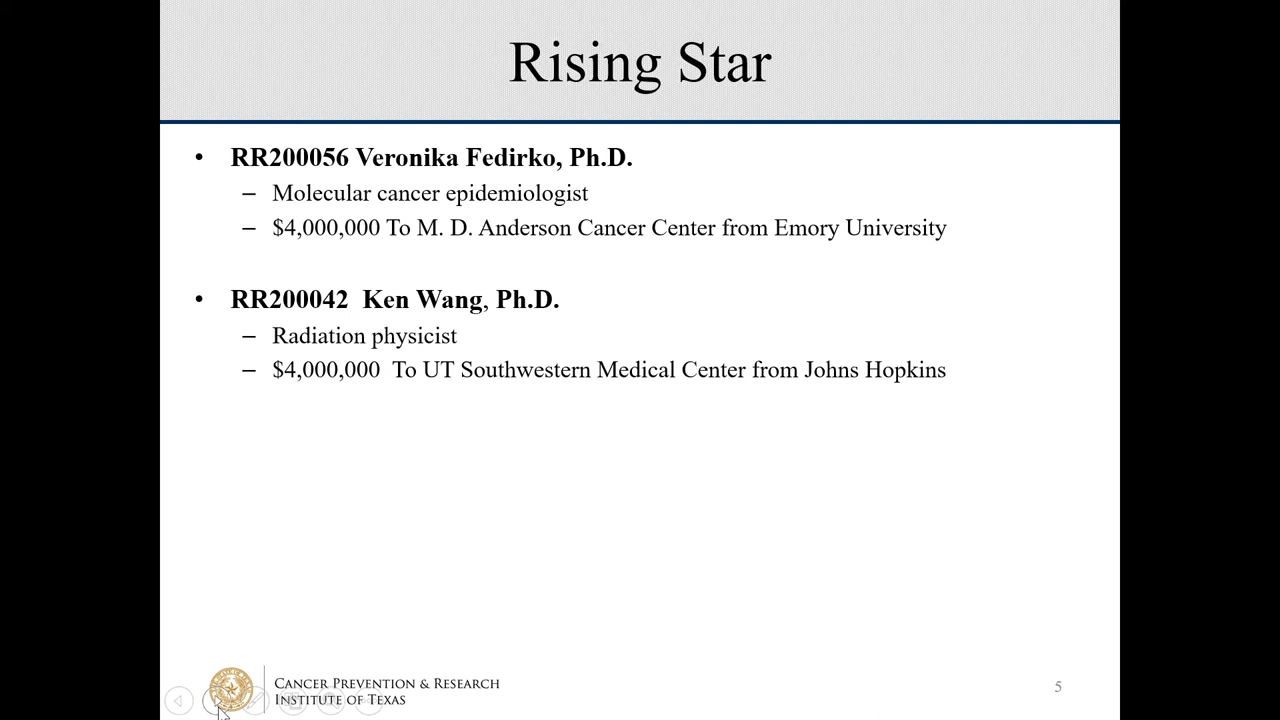 Rising Star
• RR200056 Veronika Fedirko, Ph.D.
– Molecular cancer epidemiologist
– $4,000,000 To M. D. Anderson Cancer Center from Emory University
• RR200042  Ken Wang, Ph.D.
– Radiation physicist
– $4,000,000  To UT Southwestern Medical Center from Johns Hopkins
CANCER PREVENTION & RESEARCH
INSTITUTE OF TEXAS
5